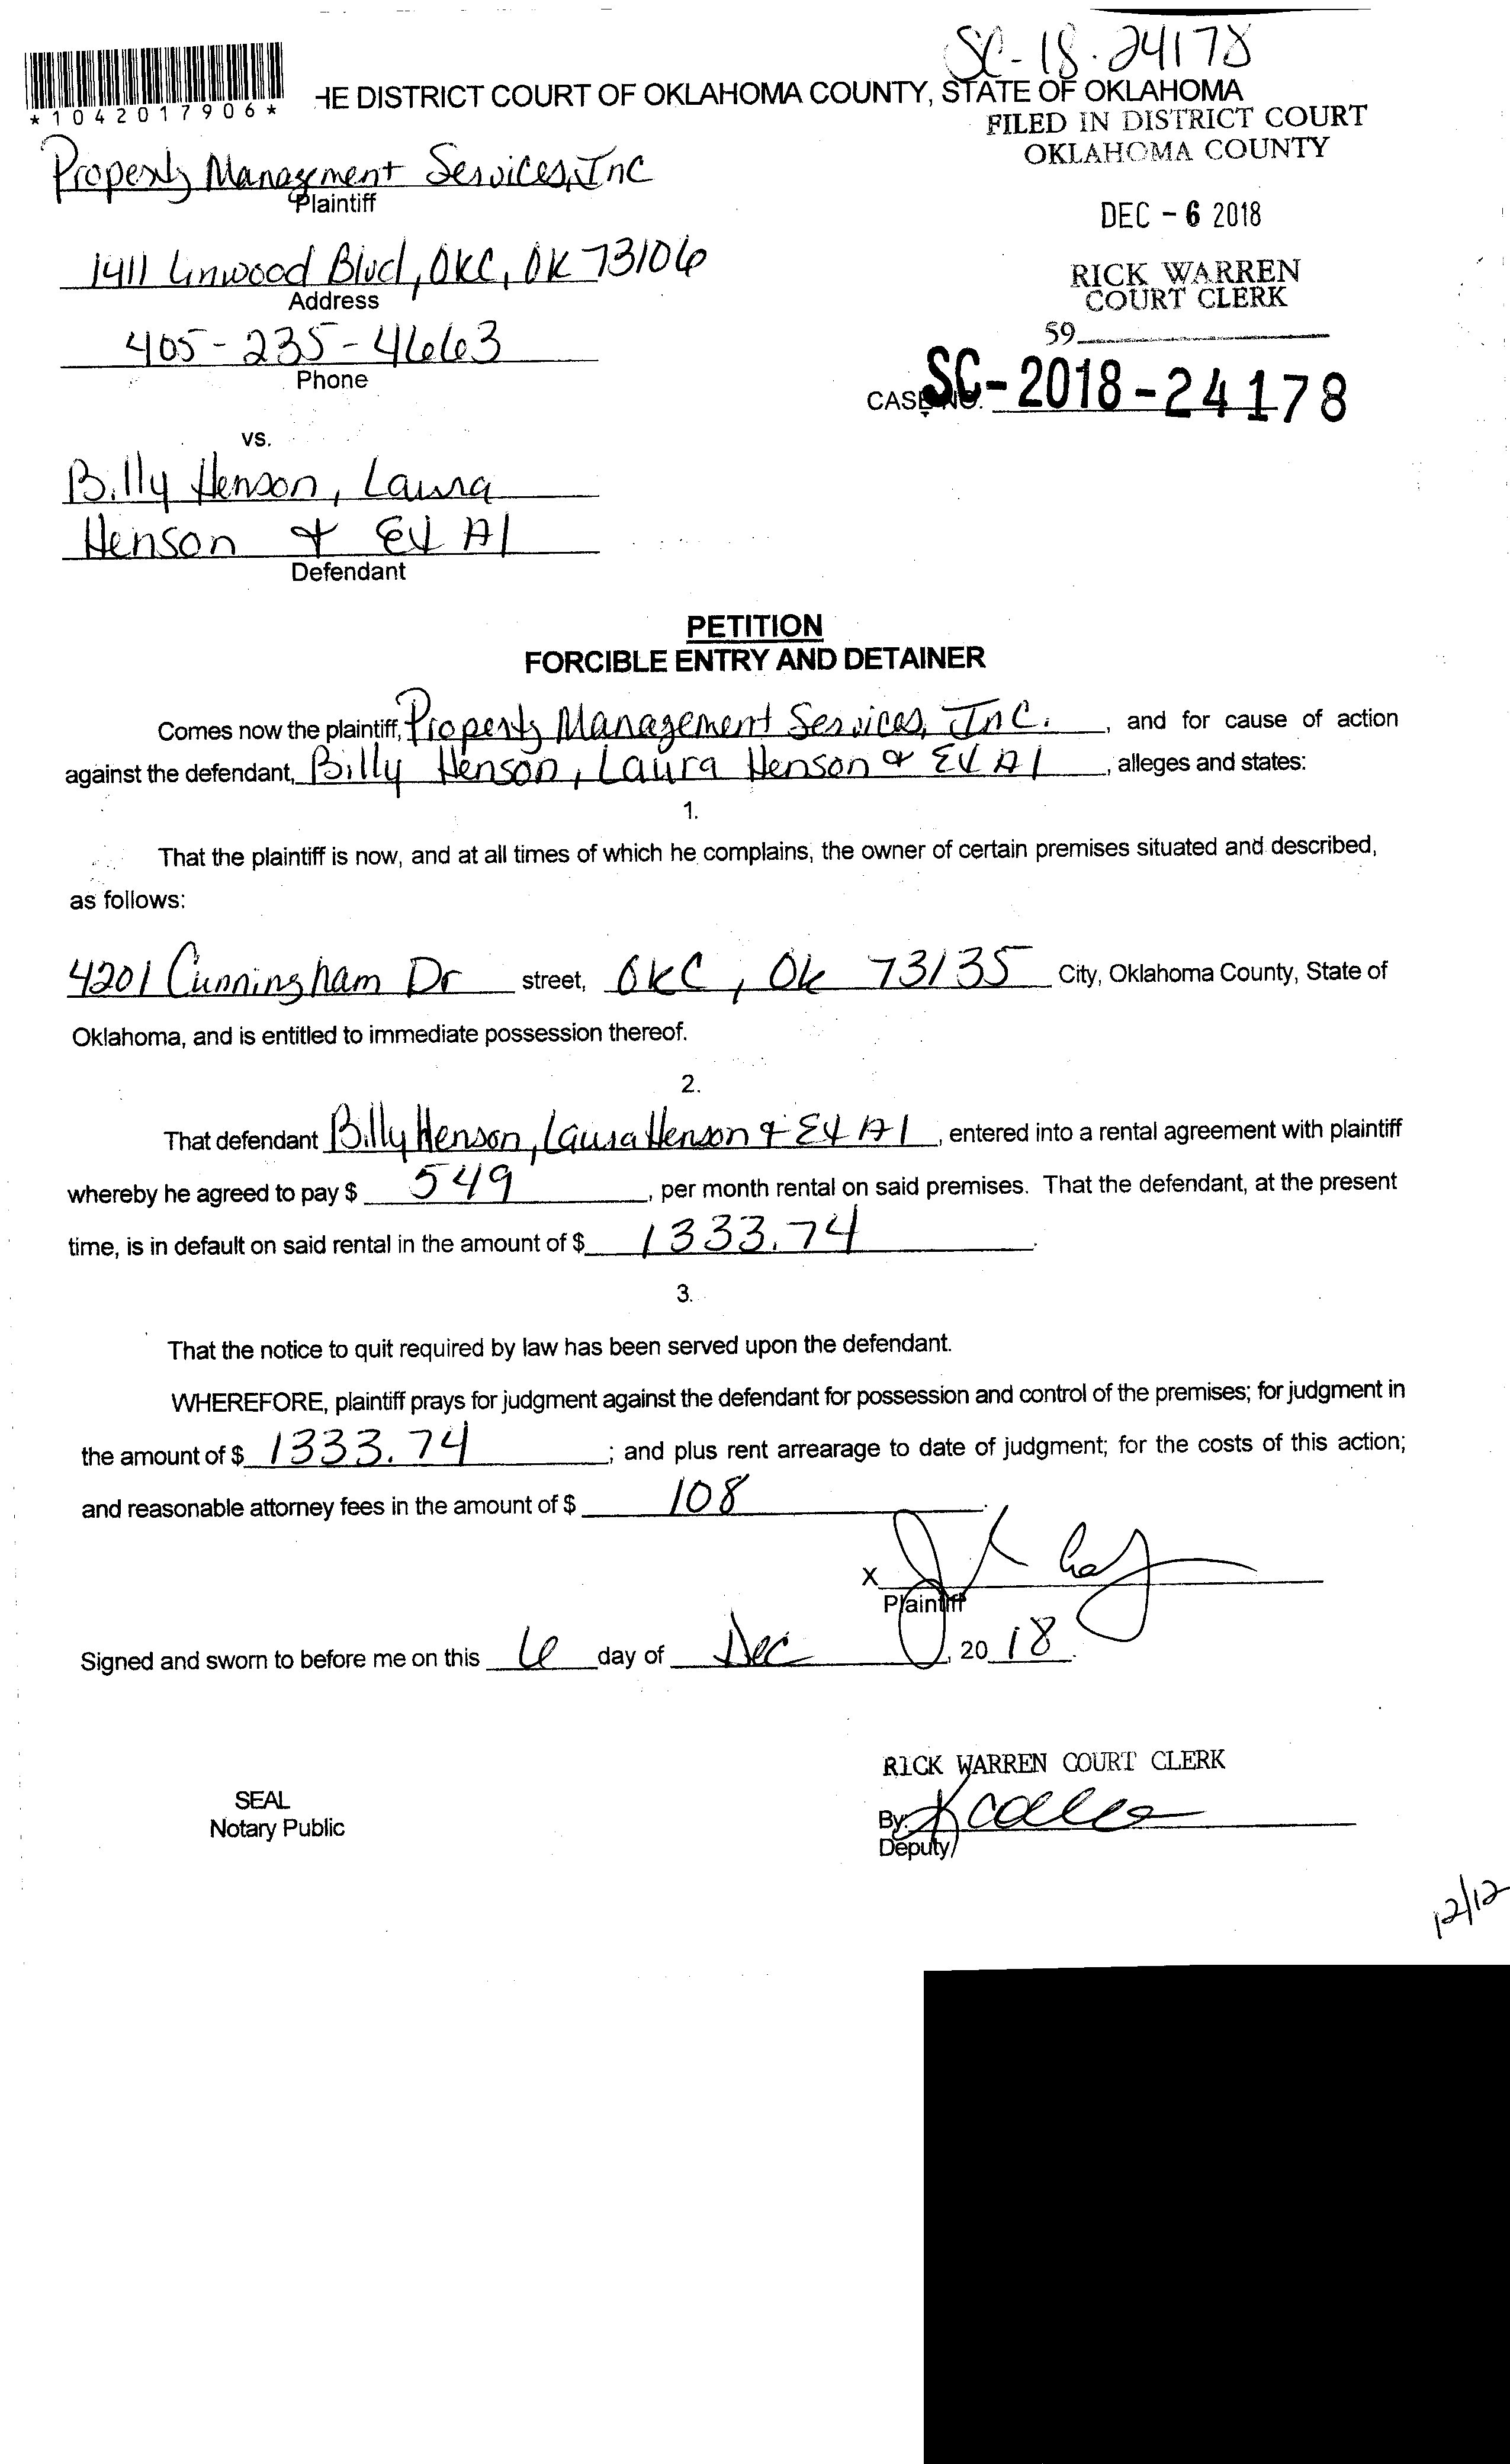 SC-18-24178
*1042017906*
HE DISTRICT COURT OF OKLAHOMA COUNTY, STATE OF OKLAHOMA
FILED IN DISTRICT COURT
OKLAHOMA COUNTY
Property Management Services, Inc
Plaintiff
DEC - 6 2018
1411 Linwood Blvd, OKC, OK 73106
Address
RICK WARREN
COURT CLERK
405-235-4663
Phone
59
CASE NO. SC-2018-24178
vs.
Billy Henson, Laura
Henson & Et Al
Defendant
PETITION
FORCIBLE ENTRY AND DETAINER
Comes now the plaintiff, Property Management Services, Inc., and for cause of action
against the defendant, Billy Henson, Laura Henson & Et Al, alleges and states:
1.
That the plaintiff is now, and at all times of which he complains, the owner of certain premises situated and described,
as follows:
4201 Cunningham Dr street, OKC, Ok 73135 City, Oklahoma County, State of
Oklahoma, and is entitled to immediate possession thereof.
2.
That defendant Billy Henson, Laura Henson & Et Al, entered into a rental agreement with plaintiff
whereby he agreed to pay $ 549, per month rental on said premises. That the defendant, at the present
time, is in default on said rental in the amount of $ 1333.74.
3.
That the notice to quit required by law has been served upon the defendant.
WHEREFORE, plaintiff prays for judgment against the defendant for possession and control of the premises; for judgment in
the amount of $ 1333.74; and plus rent arrearage to date of judgment; for the costs of this action;
and reasonable attorney fees in the amount of $ 108.
X
Plaintiff
Signed and sworn to before me on this 6 day of Dec, 2018.
RICK WARREN COURT CLERK
SEAL
Notary Public
By:
Deputy
12/12